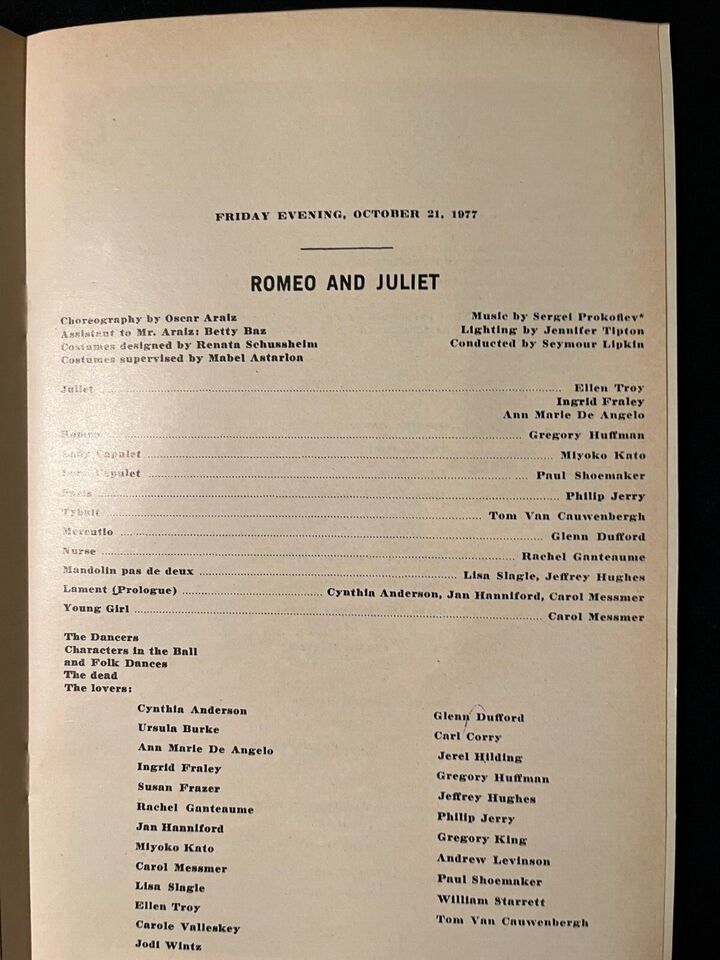 FRIDAY EVENING, OCTOBER 21, 1977
ROMEO AND JULIET
Choreography by Oscar Araiz
Assistant to Mr. Araiz: Betty Baz
Costumes designed by Renata Schussheim
Costumes supervised by Mabel Astarloa
Music by Sergei Prokofiev*
Lighting by Jennifer Tipton
Conducted by Seymour Lipkin
Juliet ........ Ellen Troy
Ingrid Fraley
Ann Marie De Angelo
Romeo ........ Gregory Huffman
Lady Capulet ........ Miyoko Kato
Lord Capulet ........ Paul Shoemaker
Paris ........ Philip Jerry
Tybalt ........ Tom Van Cauwenbergh
Mercutio ........ Glenn Dufford
Nurse ........ Rachel Ganteaume
Mandolin pas de deux ........ Lisa Slagle, Jeffrey Hughes
Lament (Prologue) ........ Cynthia Anderson, Jan Hanniford, Carol Messmer
Young Girl ........ Carol Messmer
The Dancers
Characters in the Ball
and Folk Dances
The dead
The lovers:
Cynthia Anderson
Ursula Burke
Ann Marie De Angelo
Ingrid Fraley
Susan Frazer
Rachel Ganteaume
Jan Hanniford
Miyoko Kato
Carol Messmer
Lisa Slagle
Ellen Troy
Carole Valleskey
Jodi Wintz
Glenn Dufford
Carl Corry
Jerel Hilding
Gregory Huffman
Jeffrey Hughes
Philip Jerry
Gregory King
Andrew Levinson
Paul Shoemaker
William Starrett
Tom Van Cauwenbergh